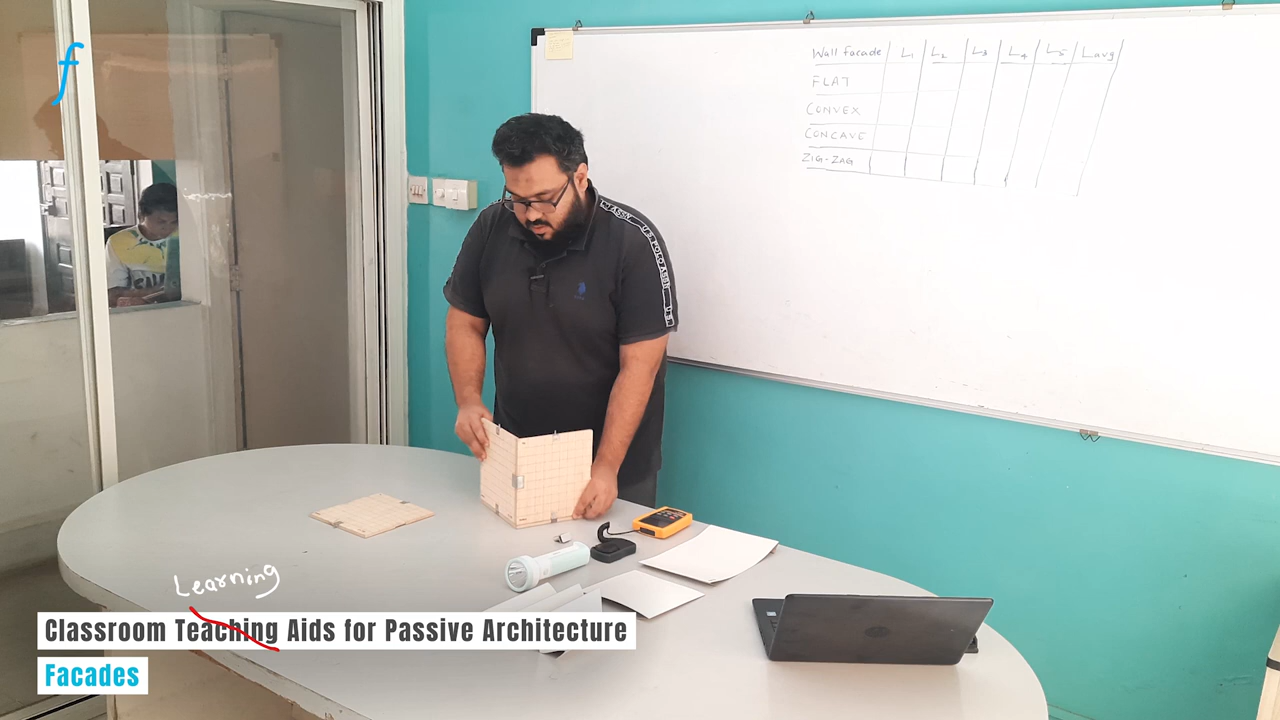 f
Wall facade L1 L2 L3 L4 L5 Lavg
FLAT
CONVEX
CONCAVE
ZIG-ZAG
Learning
Classroom Teaching Aids for Passive Architecture
Facades